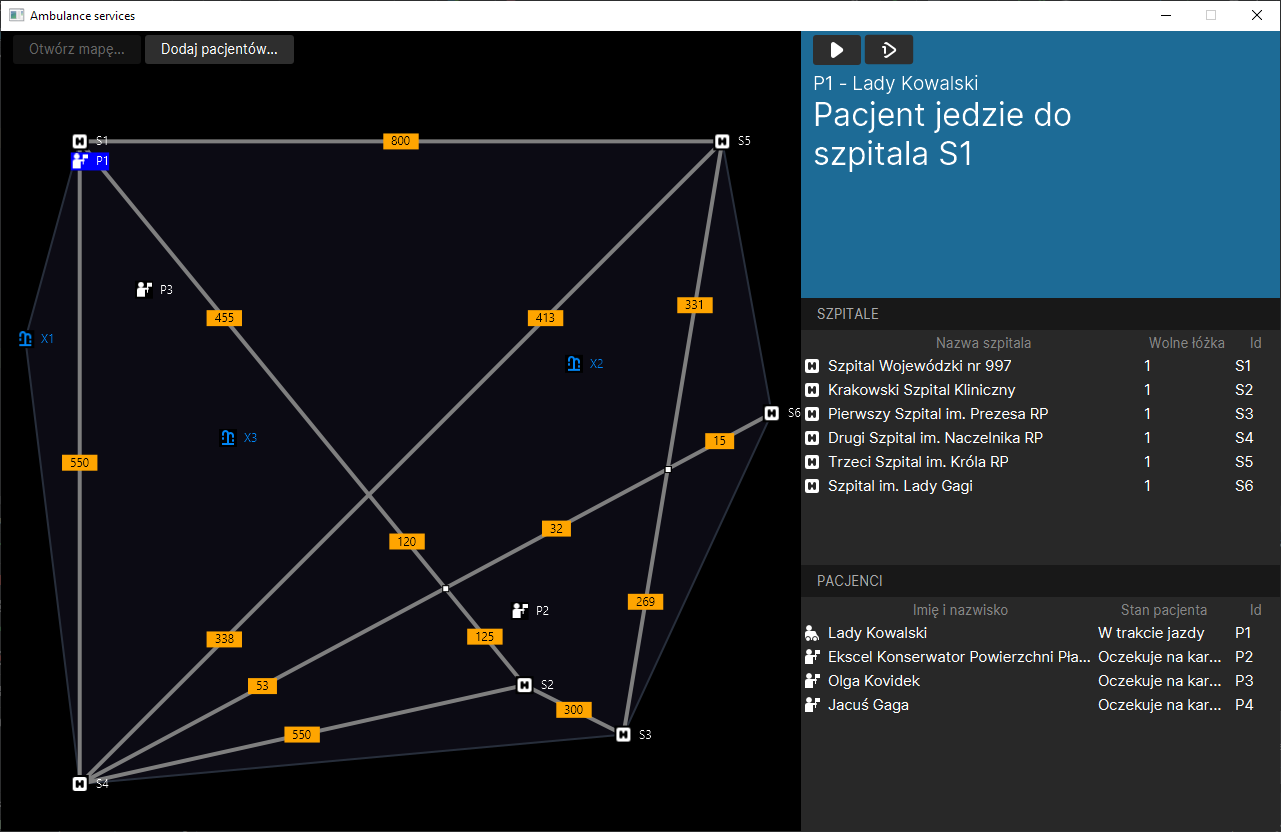 Ambulance services
Otwórz mapę...
Dodaj pacjentów...
P1 - Lady Kowalski
Pacjent jedzie do
szpitala S1
S1
800
S5
P1
P3
455
413
331
X1
X2
S6
15
X3
550
32
120
269
P2
338
125
53
S2
300
550
S3
S4
SZPITALE
Nazwa szpitala Wolne łóżka Id
Szpital Wojewódzki nr 997 1 S1
Krakowski Szpital Kliniczny 1 S2
Pierwszy Szpital im. Prezesa RP 1 S3
Drugi Szpital im. Naczelnika RP 1 S4
Trzeci Szpital im. Króla RP 1 S5
Szpital im. Lady Gagi 1 S6
PACJENCI
Imię i nazwisko Stan pacjenta Id
Lady Kowalski W trakcie jazdy P1
Ekscel Konserwator Powierzchni Pła... Oczekuje na kar... P2
Olga Kovidek Oczekuje na kar... P3
Jacuś Gaga Oczekuje na kar... P4